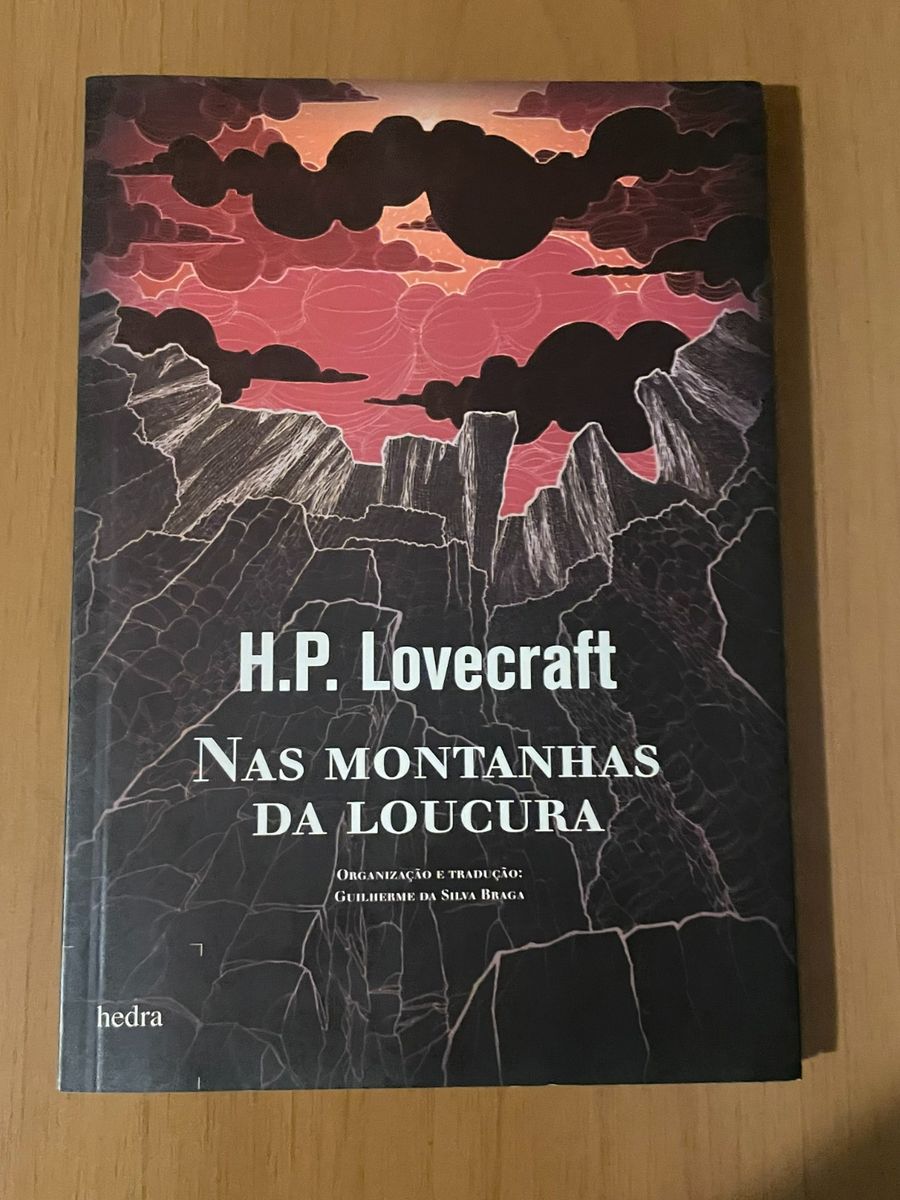 H.P. Lovecraft
Nas montanhas
da loucura
Organização e tradução:
Guilherme da Silva Braga
hedra